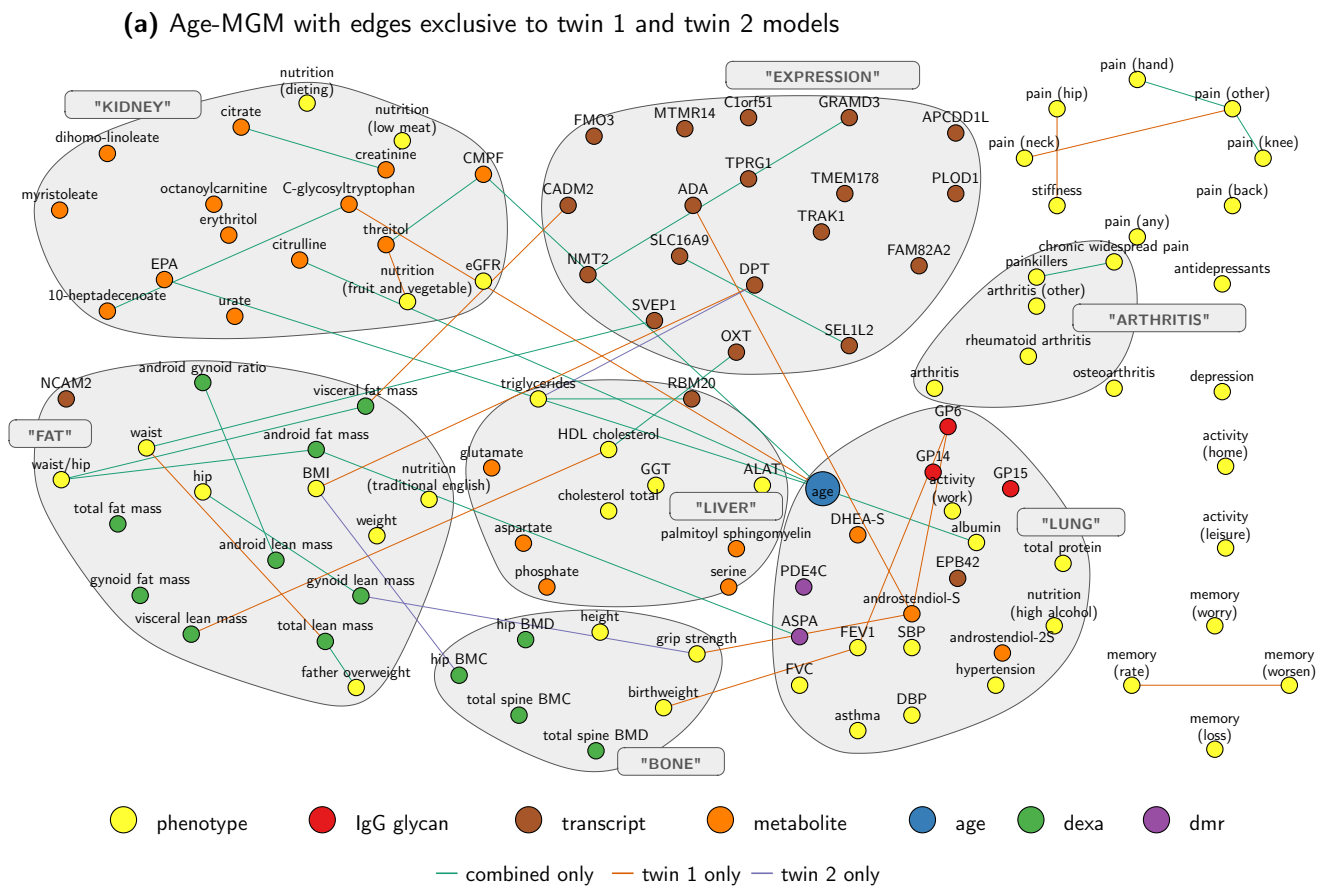 (a) Age-MGM with edges exclusive to twin 1 and twin 2 models
"KIDNEY"
nutrition
(dieting)
citrate
nutrition
(low meat)
dihomo-linoleate
creatinine
CMPF
myristoleate
octanoylcarnitine
C-glycosyltryptophan
erythritol
threitol
citrulline
EPA
nutrition
(fruit and vegetable)
eGFR
10-heptadecenoate
urate
"EXPRESSION"
FMO3
MTMR14
C1orf51
GRAMD3
APCDD1L
TPRG1
CADM2
ADA
TMEM178
PLOD1
TRAK1
SLC16A9
NMT2
DPT
FAM82A2
SVEP1
OXT
SEL1L2
RBM20
pain (hand)
pain (hip)
pain (other)
pain (neck)
pain (knee)
stiffness
pain (back)
pain (any)
chronic widespread pain
painkillers
antidepressants
arthritis (other)
"ARTHRITIS"
rheumatoid arthritis
arthritis
osteoarthritis
depression
NCAM2
android gynoid ratio
visceral fat mass
"FAT"
waist
android fat mass
waist/hip
hip
BMI
nutrition
(traditional english)
total fat mass
weight
android lean mass
gynoid fat mass
gynoid lean mass
visceral lean mass
total lean mass
father overweight
triglycerides
HDL cholesterol
glutamate
GGT
ALAT
cholesterol total
"LIVER"
aspartate
palmitoyl sphingomyelin
phosphate
serine
age
GP6
GP14
GP15
activity
(work)
"LUNG"
DHEA-S
albumin
total protein
PDE4C
EPB42
androstendiol-S
nutrition
(high alcohol)
ASPA
FEV1
SBP
androstendiol-2S
FVC
hypertension
DBP
asthma
hip BMD
height
grip strength
hip BMC
birthweight
total spine BMC
total spine BMD
"BONE"
activity
(home)
activity
(leisure)
memory
(worry)
memory
(rate)
memory
(worsen)
memory
(loss)
phenotype
IgG glycan
transcript
metabolite
age
dexa
dmr
combined only
twin 1 only
twin 2 only